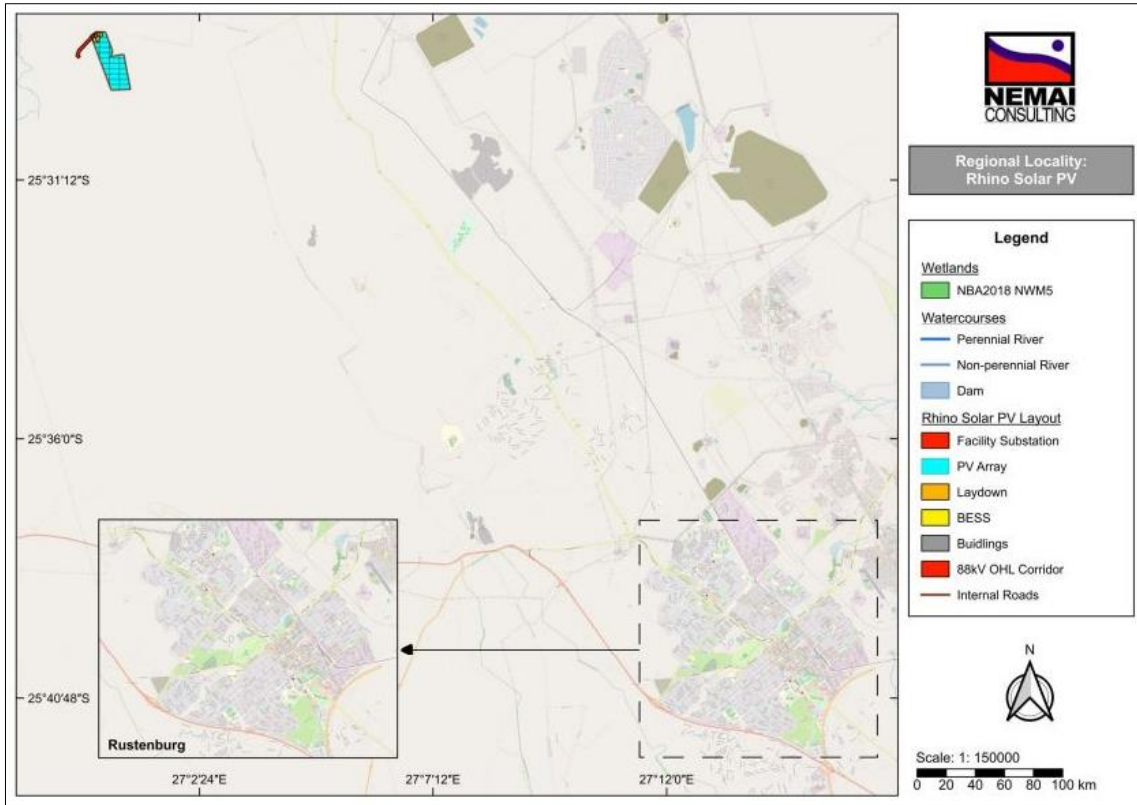 NEMAI
CONSULTING
Regional Locality:
Rhino Solar PV
Legend
Wetlands
NBA2018 NWM5
Watercourses
Perennial River
Non-perennial River
Dam
Rhino Solar PV Layout
Facility Substation
PV Array
Laydown
BESS
Buidlings
88kV OHL Corridor
Internal Roads
N
Scale: 1: 150000
0 20 40 60 80 100 km
25°31'12"S
25°36'0"S
25°40'48"S
Rustenburg
27°2'24"E 27°7'12"E 27°12'0"E